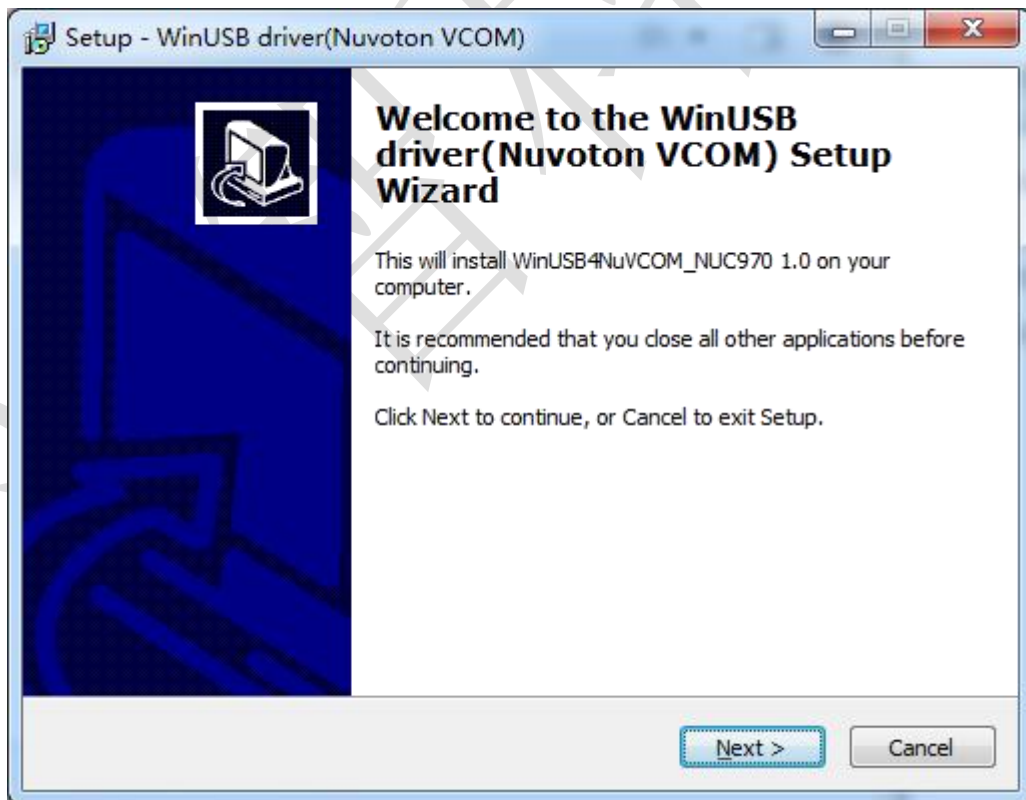 Setup - WinUSB driver(Nuvoton VCOM)
Welcome to the WinUSB
driver(Nuvoton VCOM) Setup
Wizard
This will install WinUSB4NuVCOM_NUC970 1.0 on your
computer.
It is recommended that you close all other applications before
continuing.
Click Next to continue, or Cancel to exit Setup.
Next >
Cancel